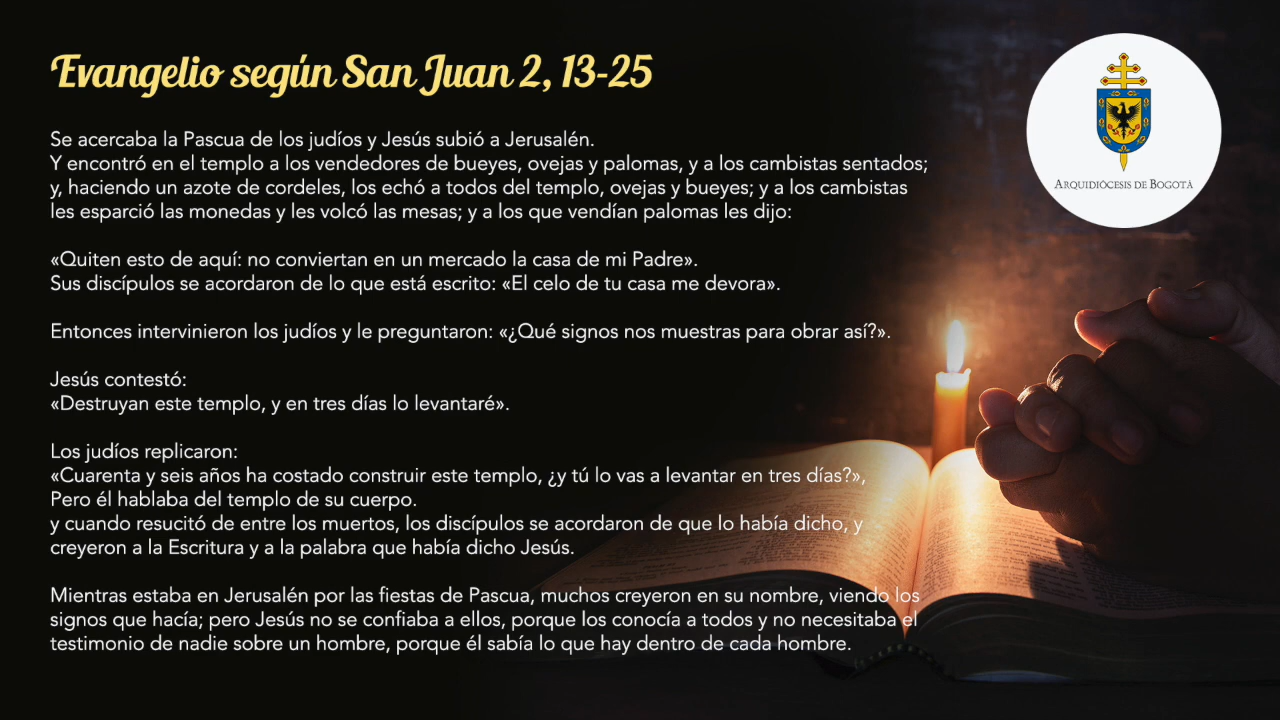 Evangelio según San Juan 2, 13-25
Se acercaba la Pascua de los judíos y Jesús subió a Jerusalén.
Y encontró en el templo a los vendedores de bueyes, ovejas y palomas, y a los cambistas sentados;
y, haciendo un azote de cordeles, los echó a todos del templo, ovejas y bueyes; y a los cambistas
les esparció las monedas y les volcó las mesas; y a los que vendían palomas les dijo:
«Quiten esto de aquí: no conviertan en un mercado la casa de mi Padre».
Sus discípulos se acordaron de lo que está escrito: «El celo de tu casa me devora».
Entonces intervinieron los judíos y le preguntaron: «¿Qué signos nos muestras para obrar así?».
Jesús contestó:
«Destruyan este templo, y en tres días lo levantaré».
Los judíos replicaron:
«Cuarenta y seis años ha costado construir este templo, ¿y tú lo vas a levantar en tres días?»,
Pero él hablaba del templo de su cuerpo.
y cuando resucitó de entre los muertos, los discípulos se acordaron de que lo había dicho, y
creyeron a la Escritura y a la palabra que había dicho Jesús.
Mientras estaba en Jerusalén por las fiestas de Pascua, muchos creyeron en su nombre, viendo los
signos que hacía; pero Jesús no se confiaba a ellos, porque los conocía a todos y no necesitaba el
testimonio de nadie sobre un hombre, porque él sabía lo que hay dentro de cada hombre.
ARQUIDIÓCESIS DE BOGOTÁ